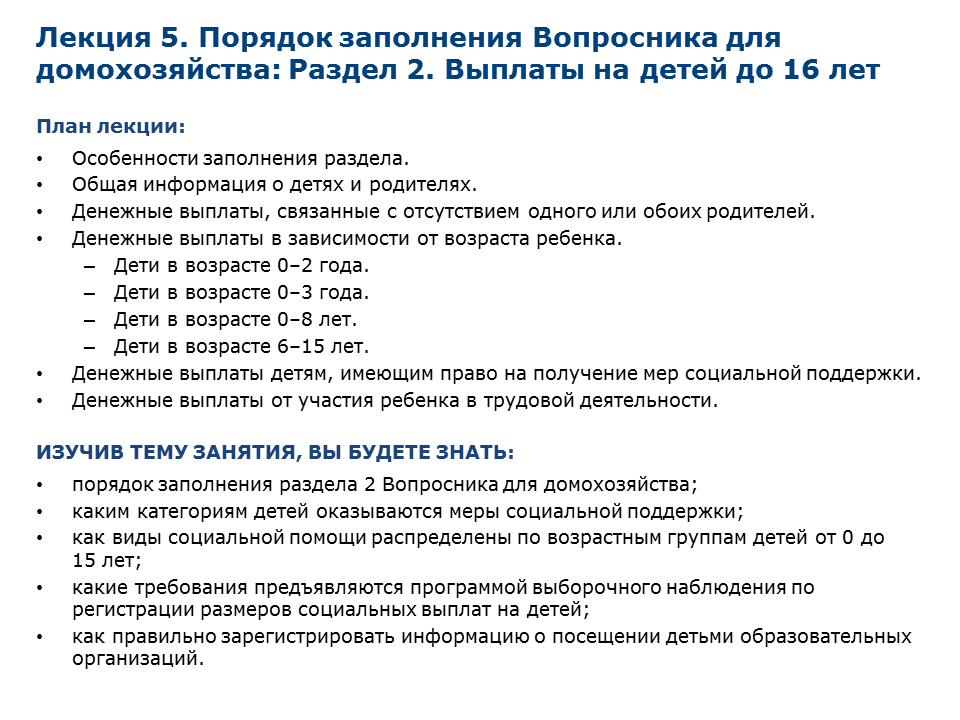 Лекция 5. Порядок заполнения Вопросника для
домохозяйства: Раздел 2. Выплаты на детей до 16 лет
План лекции:
• Особенности заполнения раздела.
• Общая информация о детях и родителях.
• Денежные выплаты, связанные с отсутствием одного или обоих родителей.
• Денежные выплаты в зависимости от возраста ребенка.
– Дети в возрасте 0–2 года.
– Дети в возрасте 0–3 года.
– Дети в возрасте 0–8 лет.
– Дети в возрасте 6–15 лет.
• Денежные выплаты детям, имеющим право на получение мер социальной поддержки.
• Денежные выплаты от участия ребенка в трудовой деятельности.
ИЗУЧИВ ТЕМУ ЗАНЯТИЯ, ВЫ БУДЕТЕ ЗНАТЬ:
• порядок заполнения раздела 2 Вопросника для домохозяйства;
• каким категориям детей оказываются меры социальной поддержки;
• как виды социальной помощи распределены по возрастным группам детей от 0 до
15 лет;
• какие требования предъявляются программой выборочного наблюдения по
регистрации размеров социальных выплат на детей;
• как правильно зарегистрировать информацию о посещении детьми образовательных
организаций.